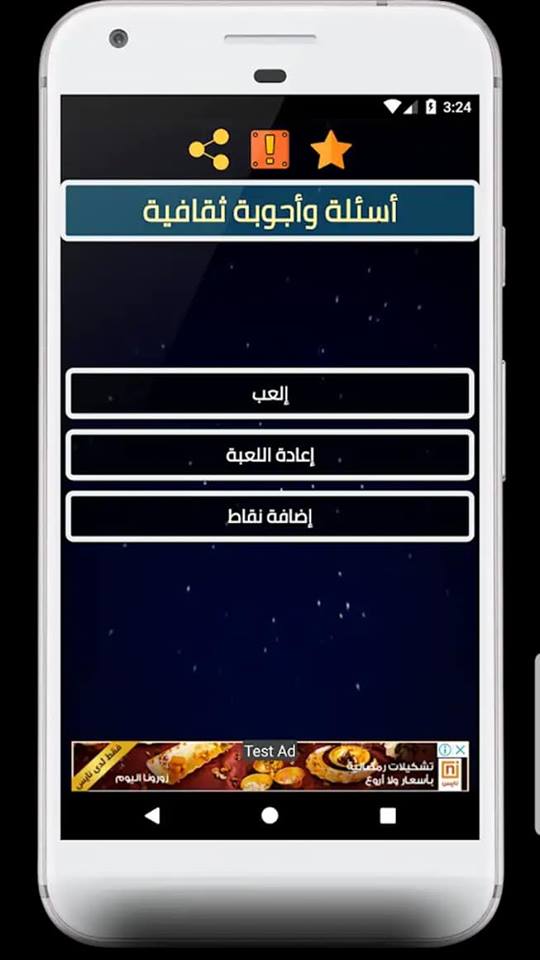 3:24
أسئلة وأجوبة ثقافية
إلعب
إعادة اللعبة
إضافة نقاط
Test Ad
فقط لدى نايس
زورونا اليوم
تشكيلات رمضانية
بأسعار ولا أروع
نايس